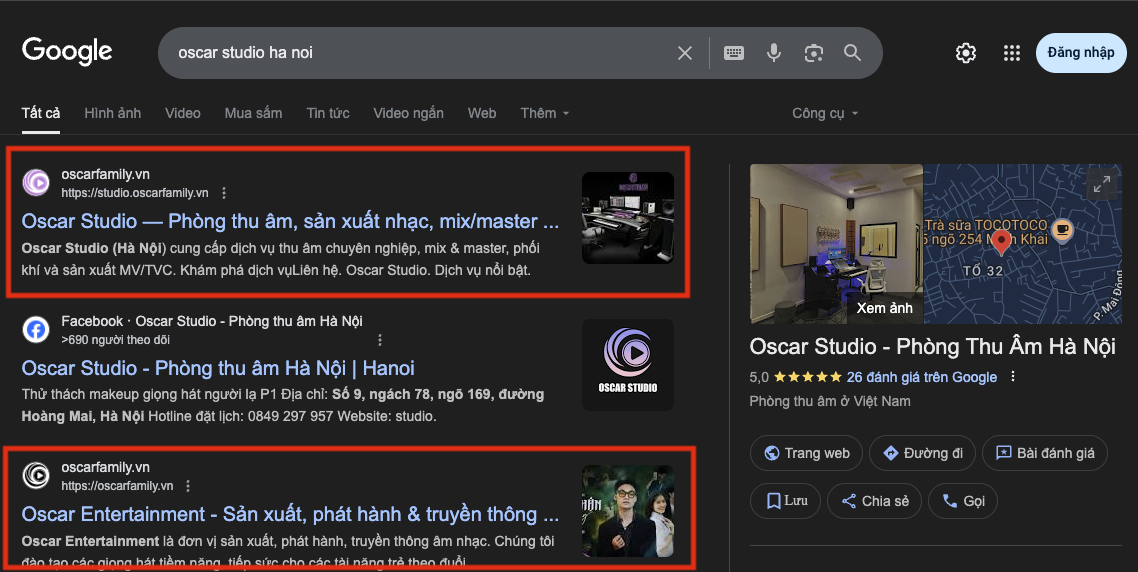 Google
oscar studio ha noi
Đăng nhập
Tất cả
Hình ảnh
Video
Mua sắm
Tin tức
Video ngắn
Web
Thêm
Công cụ
oscarfamily.vn
https://studio.oscarfamily.vn
Oscar Studio — Phòng thu âm, sản xuất nhạc, mix/master ...
Oscar Studio (Hà Nội) cung cấp dịch vụ thu âm chuyên nghiệp, mix & master, phối
khí và sản xuất MV/TVC. Khám phá dịch vụLiên hệ. Oscar Studio. Dịch vụ nổi bật.
Facebook · Oscar Studio - Phòng thu âm Hà Nội
>690 người theo dõi
Oscar Studio - Phòng thu âm Hà Nội | Hanoi
Thử thách makeup giọng hát người lạ P1 Địa chỉ: Số 9, ngách 78, ngõ 169, đường
Hoàng Mai, Hà Nội Hotline đặt lịch: 0849 297 957 Website: studio.
OSCAR STUDIO
oscarfamily.vn
https://oscarfamily.vn
Oscar Entertainment - Sản xuất, phát hành & truyền thông ...
Oscar Entertainment là đơn vị sản xuất, phát hành, truyền thông âm nhạc. Chúng tôi
đào tạo các giọng hát tiềm năng, tiếp sức cho các tài năng trẻ theo đuổi
Xem ảnh
Trà sữa TOCOTOCO
5 ngõ 254 Minh Khai
TỔ 32
P. Mai Động
Oscar Studio - Phòng Thu Âm Hà Nội
5,0 26 đánh giá trên Google
Phòng thu âm ở Việt Nam
Trang web
Đường đi
Bài đánh giá
Lưu
Chia sẻ
Gọi